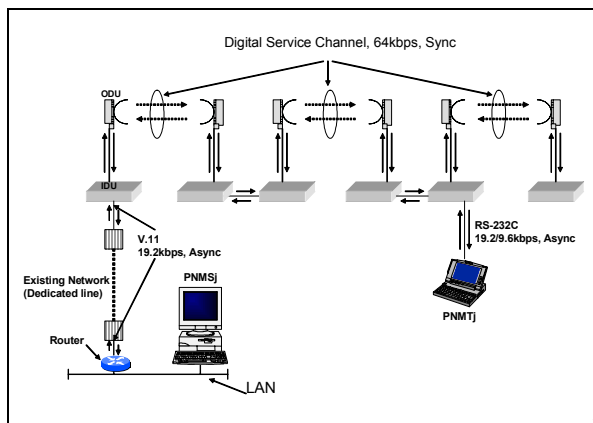 Digital Service Channel, 64kbps, Sync
ODU
IDU
V.11
19.2kbps, Async
RS-232C
19.2/9.6kbps, Async
Existing Network
(Dedicated line)
PNMSj
PNMTj
Router
LAN